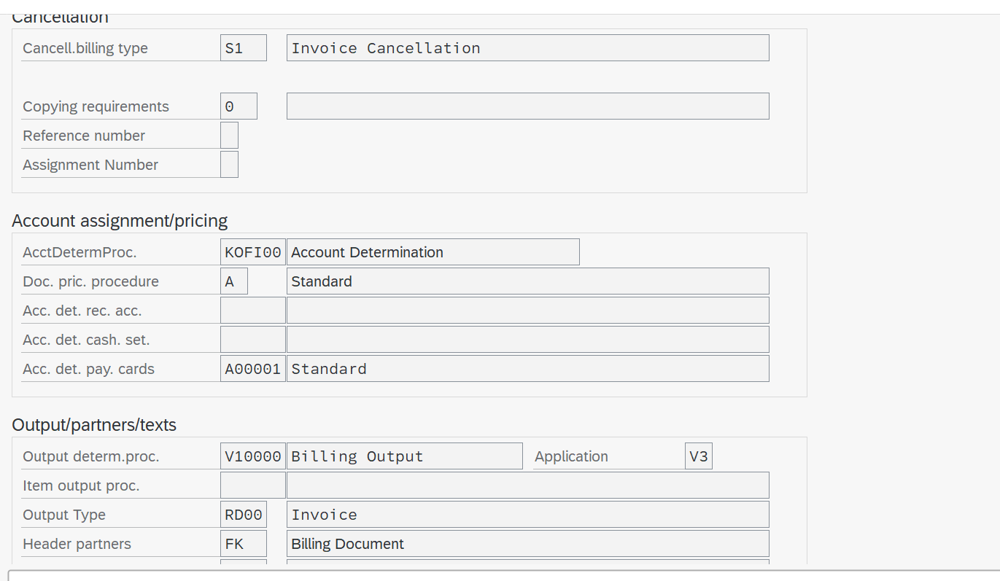 Cancellation
Cancell.billing type S1 Invoice Cancellation
Copying requirements 0
Reference number
Assignment Number
Account assignment/pricing
AcctDetermProc. KOFI00 Account Determination
Doc. pric. procedure A Standard
Acc. det. rec. acc.
Acc. det. cash. set.
Acc. det. pay. cards A00001 Standard
Output/partners/texts
Output determ.proc. V10000 Billing Output Application V3
Item output proc.
Output Type RD00 Invoice
Header partners FK Billing Document